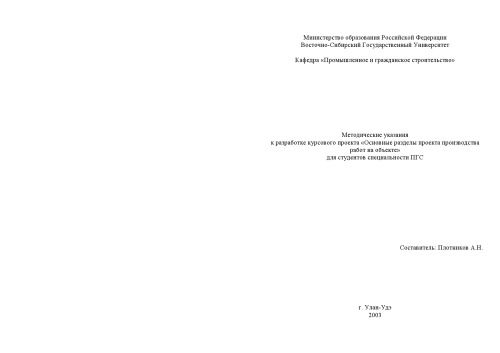 Министерство образования Российской Федерации
Восточно-Сибирский Государственный Университет
Кафедра «Промышленное и гражданское строительство»
Методические указания
к разработке курсового проекта «Основные разделы проекта производства
работ на объекте»
для студентов специальности ПГС
Составитель: Плотников А.Н.
г. Улан-Удэ
2003